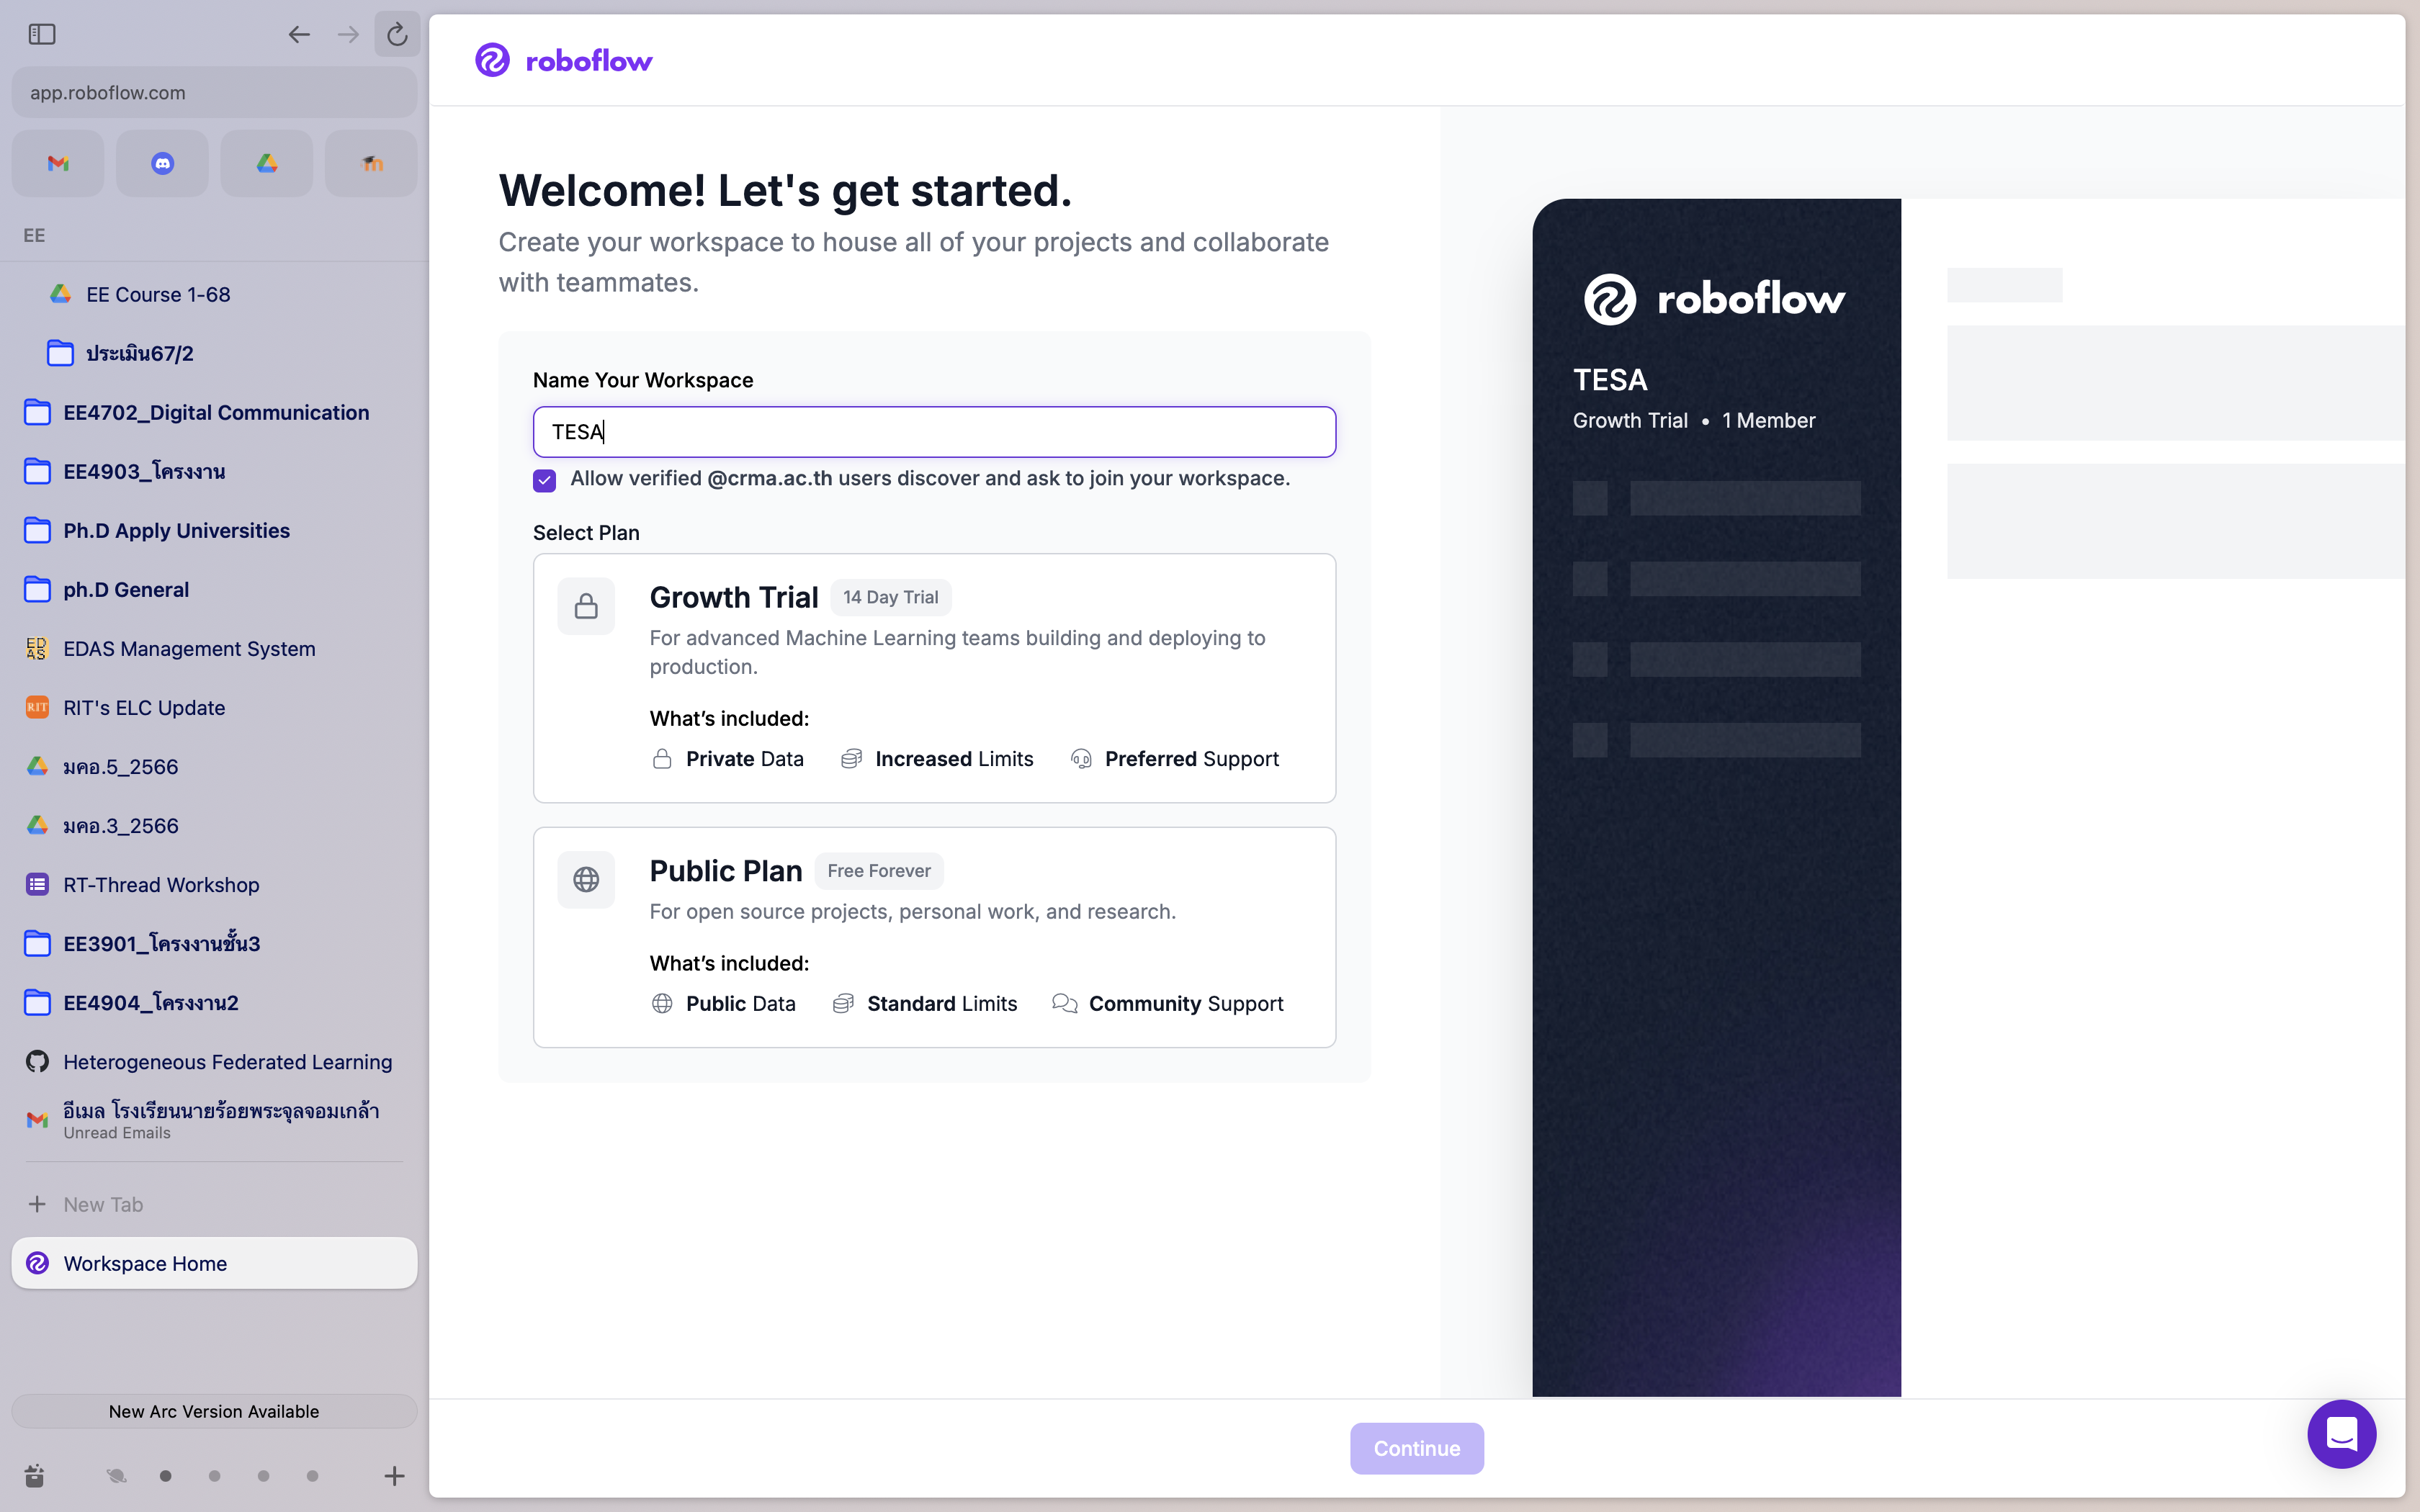 app.roboflow.com
EE
EE Course 1-68
ประเมิน67/2
EE4702_Digital Communication
EE4903_โครงงาน
Ph.D Apply Universities
ph.D General
EDAS
EDAS Management System
RIT
RIT's ELC Update
มคอ.5_2566
มคอ.3_2566
RT-Thread Workshop
EE3901_โครงงานชั้น3
EE4904_โครงงาน2
Heterogeneous Federated Learning
อีเมล โรงเรียนนายร้อยพระจุลจอมเกล้า
Unread Emails
New Tab
Workspace Home
New Arc Version Available
roboflow
Welcome! Let's get started.
Create your workspace to house all of your projects and collaborate
with teammates.
Name Your Workspace
TESA
Allow verified @crma.ac.th users discover and ask to join your workspace.
Select Plan
Growth Trial 14 Day Trial
For advanced Machine Learning teams building and deploying to
production.
What’s included:
Private Data Increased Limits Preferred Support
Public Plan Free Forever
For open source projects, personal work, and research.
What’s included:
Public Data Standard Limits Community Support
roboflow
TESA
Growth Trial • 1 Member
Continue